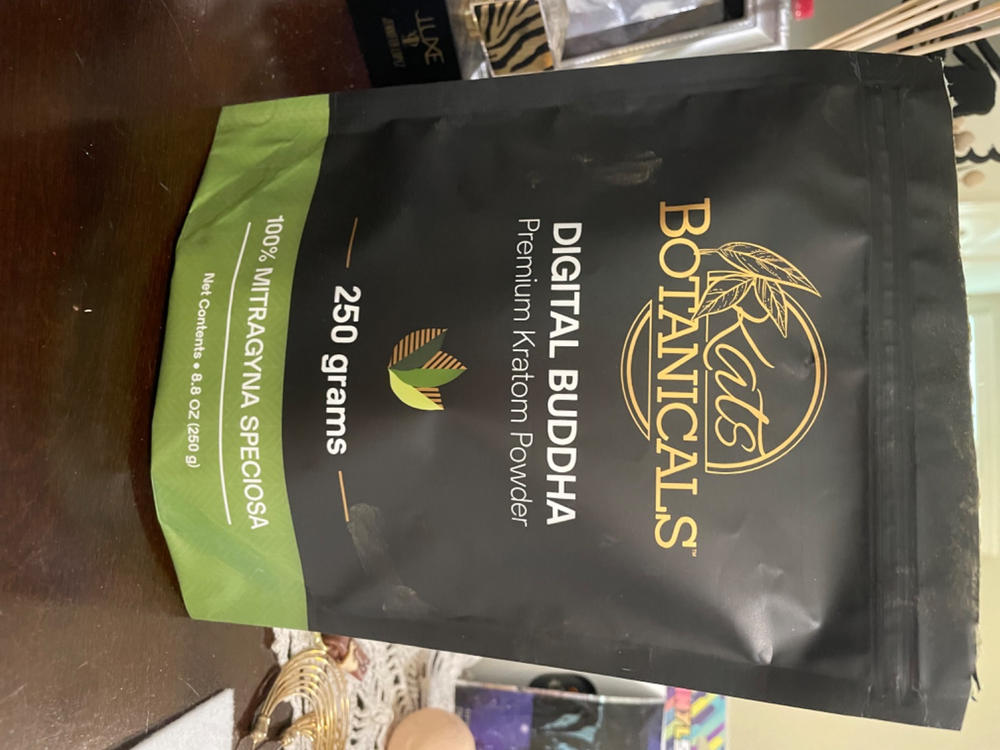 Kats
BOTANICALS™
DIGITAL BUDDHA
Premium Kratom Powder
250 grams
100% MITRAGYNA SPECIOSA
Net Contents • 8.8 OZ (250 g)